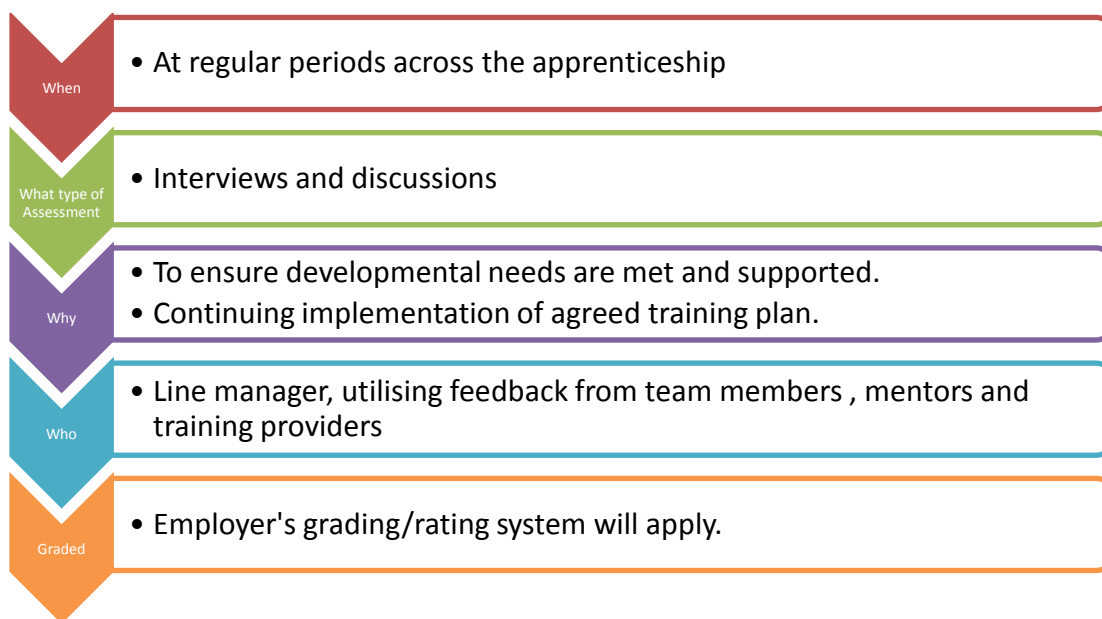 When
• At regular periods across the apprenticeship
What type of
Assessment
• Interviews and discussions
Why
• To ensure developmental needs are met and supported.
• Continuing implementation of agreed training plan.
Who
• Line manager, utilising feedback from team members , mentors and
training providers
Graded
• Employer's grading/rating system will apply.